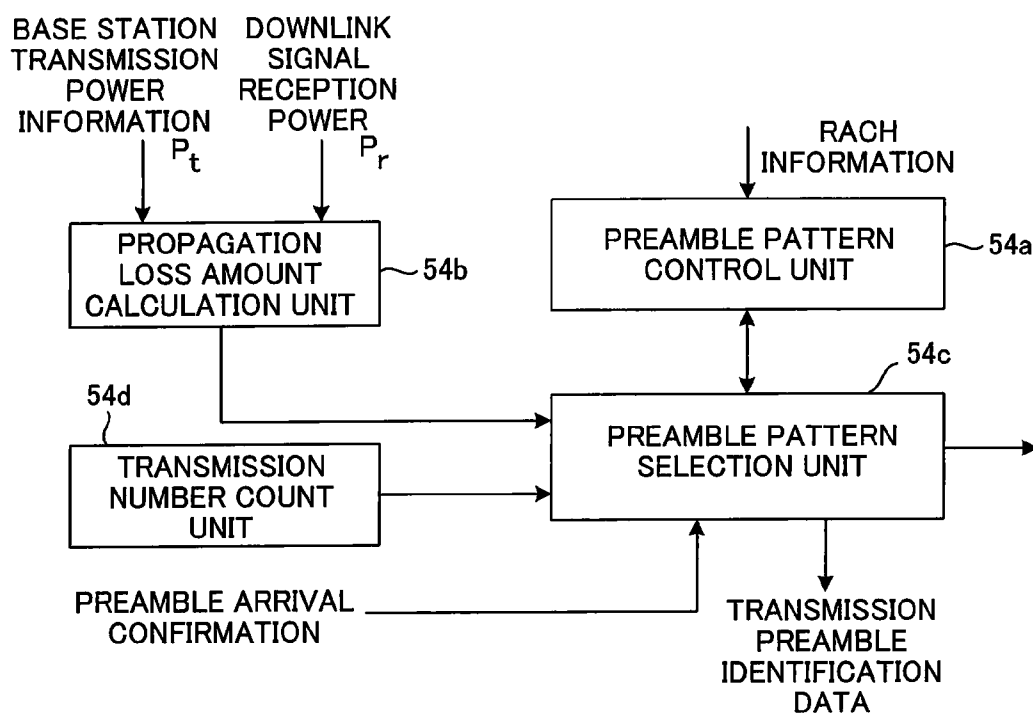 BASE STATION
TRANSMISSION
POWER
INFORMATION
Pt
DOWNLINK
SIGNAL
RECEPTION
POWER
Pr
RACH
INFORMATION
PROPAGATION
LOSS AMOUNT
CALCULATION UNIT
54b
PREAMBLE PATTERN
CONTROL UNIT
54a
54d
TRANSMISSION
NUMBER COUNT
UNIT
54c
PREAMBLE PATTERN
SELECTION UNIT
PREAMBLE ARRIVAL
CONFIRMATION
TRANSMISSION
PREAMBLE
IDENTIFICATION
DATA